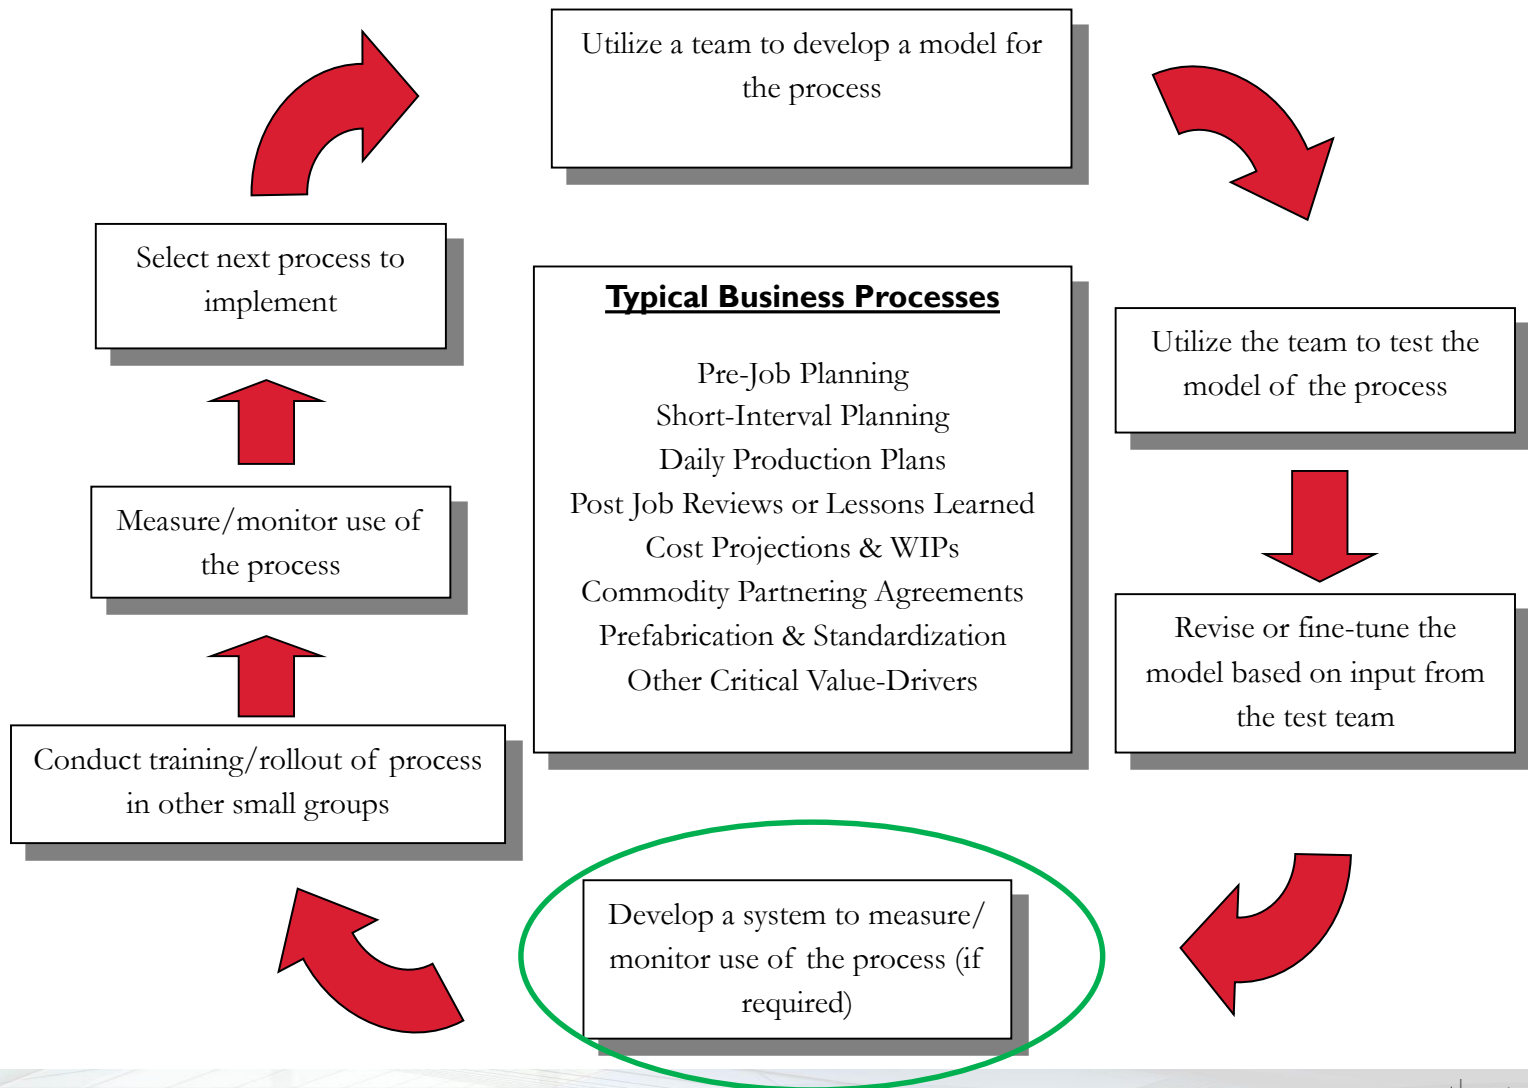 Utilize a team to develop a model for
the process
Utilize the team to test the
model of the process
Revise or fine-tune the
model based on input from
the test team
Develop a system to measure/
monitor use of the process (if
required)
Conduct training/rollout of process
in other small groups
Measure/monitor use of
the process
Select next process to
implement
Typical Business Processes
Pre-Job Planning
Short-Interval Planning
Daily Production Plans
Post Job Reviews or Lessons Learned
Cost Projections & WIPs
Commodity Partnering Agreements
Prefabrication & Standardization
Other Critical Value-Drivers